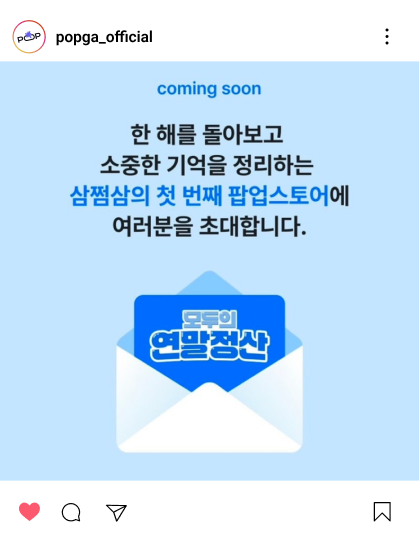 POP
popga_official
coming soon
한 해를 돌아보고
소중한 기억을 정리하는
삼쩜삼의 첫 번째 팝업스토어에
여러분을 초대합니다.
모두의
연말정산